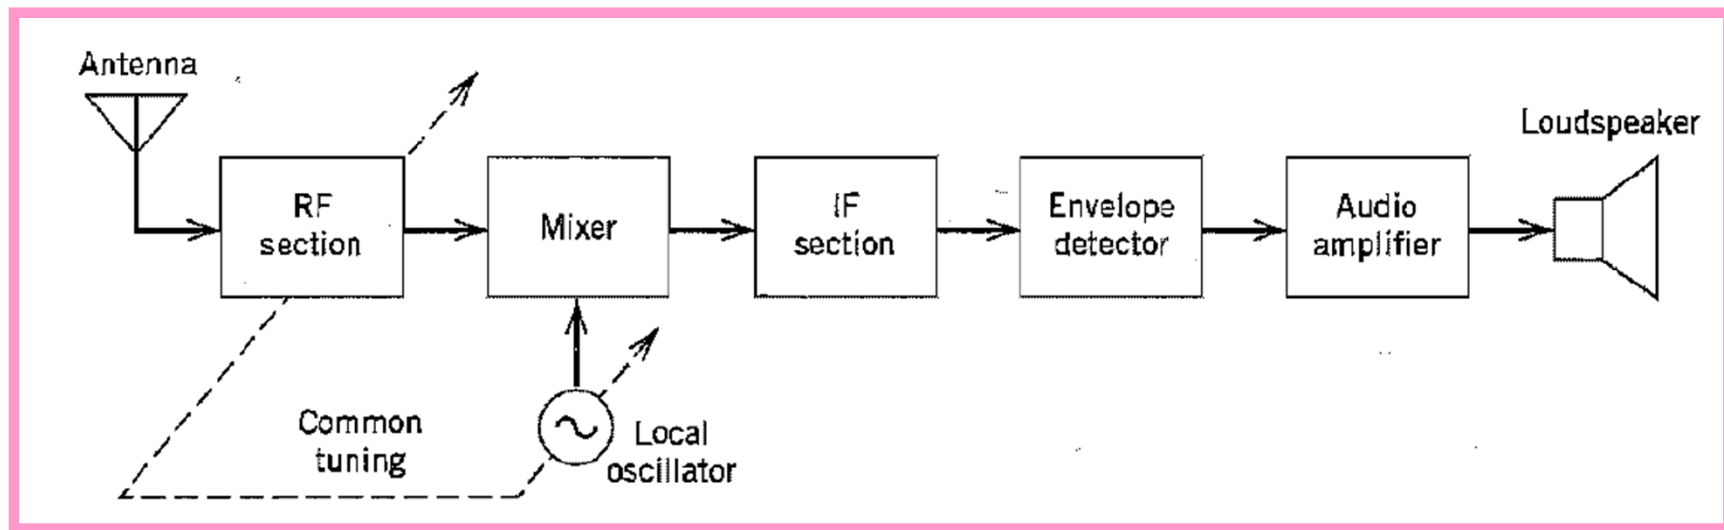 Antenna
Loudspeaker
RF
section
Mixer
IF
section
Envelope
detector
Audio
amplifier
Common
tuning
Local
oscillator